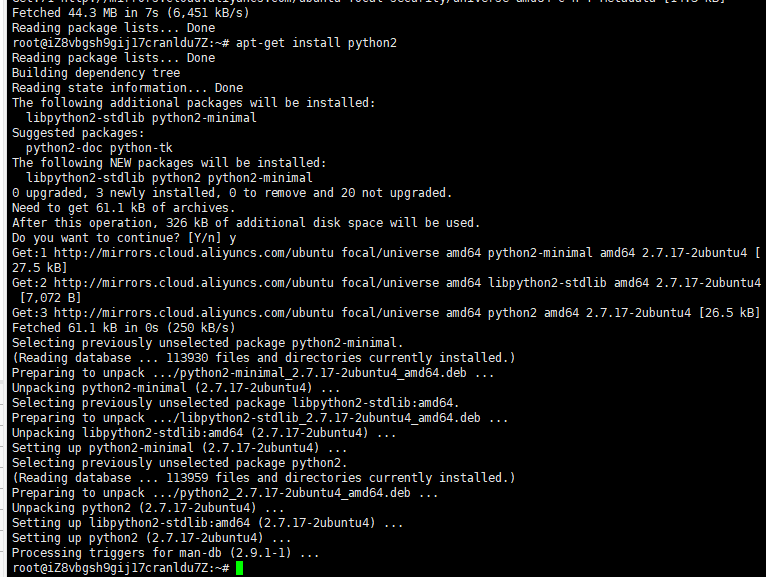 Fetched 44.3 MB in 7s (6,451 kB/s)
Reading package lists... Done
root@iZ8vbgsh9gij17cranldu7Z:~# apt-get install python2
Reading package lists... Done
Building dependency tree
Reading state information... Done
The following additional packages will be installed:
  libpython2-stdlib python2-minimal
Suggested packages:
  python2-doc python-tk
The following NEW packages will be installed:
  libpython2-stdlib python2 python2-minimal
0 upgraded, 3 newly installed, 0 to remove and 20 not upgraded.
Need to get 61.1 kB of archives.
After this operation, 326 kB of additional disk space will be used.
Do you want to continue? [Y/n] y
Get:1 http://mirrors.cloud.aliyuncs.com/ubuntu focal/universe amd64 python2-minimal amd64 2.7.17-2ubuntu4 [
27.5 kB]
Get:2 http://mirrors.cloud.aliyuncs.com/ubuntu focal/universe amd64 libpython2-stdlib amd64 2.7.17-2ubuntu4
 [7,072 B]
Get:3 http://mirrors.cloud.aliyuncs.com/ubuntu focal/universe amd64 python2 amd64 2.7.17-2ubuntu4 [26.5 kB]
Fetched 61.1 kB in 0s (250 kB/s)
Selecting previously unselected package python2-minimal.
(Reading database ... 113930 files and directories currently installed.)
Preparing to unpack .../python2-minimal_2.7.17-2ubuntu4_amd64.deb ...
Unpacking python2-minimal (2.7.17-2ubuntu4) ...
Selecting previously unselected package libpython2-stdlib:amd64.
Preparing to unpack .../libpython2-stdlib_2.7.17-2ubuntu4_amd64.deb ...
Unpacking libpython2-stdlib:amd64 (2.7.17-2ubuntu4) ...
Setting up python2-minimal (2.7.17-2ubuntu4) ...
Selecting previously unselected package python2.
(Reading database ... 113959 files and directories currently installed.)
Preparing to unpack .../python2_2.7.17-2ubuntu4_amd64.deb ...
Unpacking python2 (2.7.17-2ubuntu4) ...
Setting up libpython2-stdlib:amd64 (2.7.17-2ubuntu4) ...
Setting up python2 (2.7.17-2ubuntu4) ...
Processing triggers for man-db (2.9.1-1) ...
root@iZ8vbgsh9gij17cranldu7Z:~#